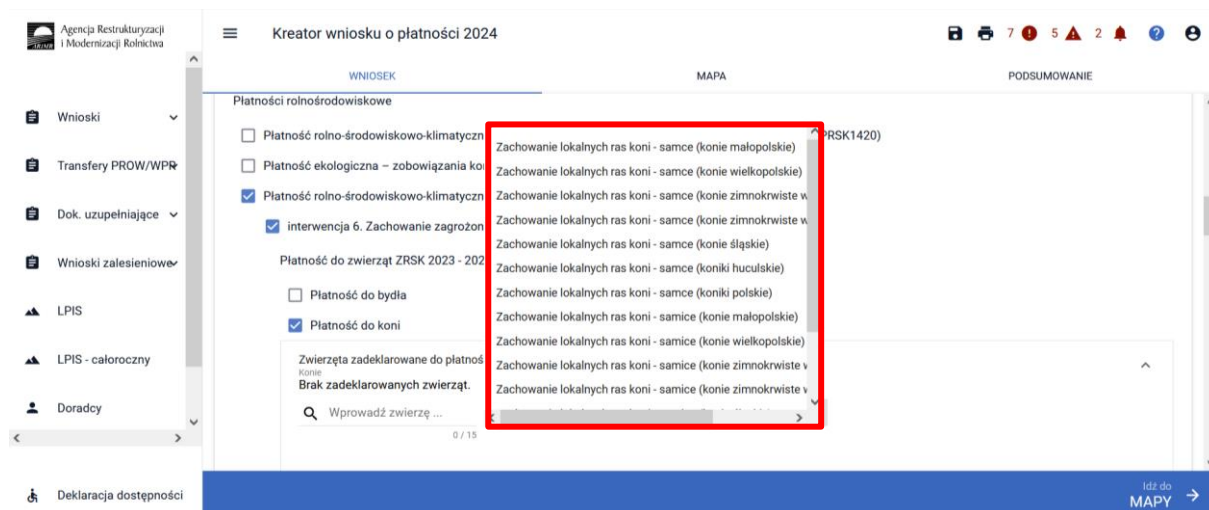 Agencja Restrukturyzacji
i Modernizacji Rolnictwa
Kreator wniosku o płatności 2024
7 5 2
WNIOSEK MAPA PODSUMOWANIE
Wnioski
Transfery PROW/WPR
Dok. uzupełniające
Wnioski zalesieniowe
LPIS
LPIS - całoroczny
Doradcy
Deklaracja dostępności
Płatności rolnośrodowiskowe
Płatność rolno-środowiskowo-klimatyczn PRSK1420)
Płatność ekologiczna – zobowiązania
Płatność rolno-środowiskowo-klimatyczn
interwencja 6. Zachowanie zagrożon
Płatność do zwierząt ZRSK 2023 - 202
Płatność do bydła
Płatność do koni
Zwierzęta zadeklarowane do płatnoś
Konie
Brak zadeklarowanych zwierząt.
Wprowadź zwierzę ...
0 / 15
Zachowanie lokalnych ras koni - samce (konie małopolskie)
Zachowanie lokalnych ras koni - samce (konie wielkopolskie)
Zachowanie lokalnych ras koni - samce (konie zimnokrwiste w
Zachowanie lokalnych ras koni - samce (konie zimnokrwiste w
Zachowanie lokalnych ras koni - samce (konie śląskie)
Zachowanie lokalnych ras koni - samce (koniki huculskie)
Zachowanie lokalnych ras koni - samce (koniki polskie)
Zachowanie lokalnych ras koni - samice (konie małopolskie)
Zachowanie lokalnych ras koni - samice (konie wielkopolskie)
Zachowanie lokalnych ras koni - samice (konie zimnokrwiste
Zachowanie lokalnych ras koni - samice (konie zimnokrwiste
Idź do
MAPY